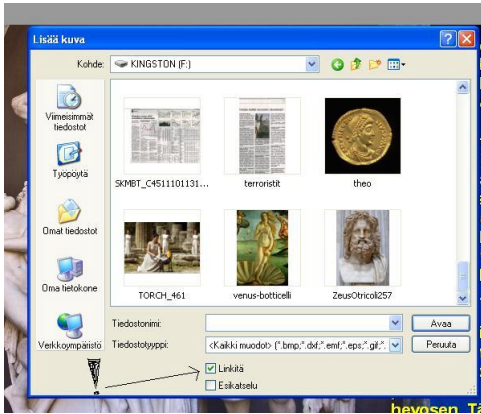 Lisää kuva
Kohde: KINGSTON (F:)
Viimeisimmät tiedostot
Työpöytä
Omat tiedostot
Oma tietokone
Verkkoympäristö
SKMBT_C4511101131...
terroristit
theo
TORCH_461
venus-botticelli
ZeusOtricoli257
Tiedostonimi:
Avaa
Tiedostotyyppi: <Kaikki muodot> (*.bmp;*.dxf;*.emf;*.eps;*.gif;*.
Peruuta
!
Linkitä
Esikatselu
hevosen. Tä